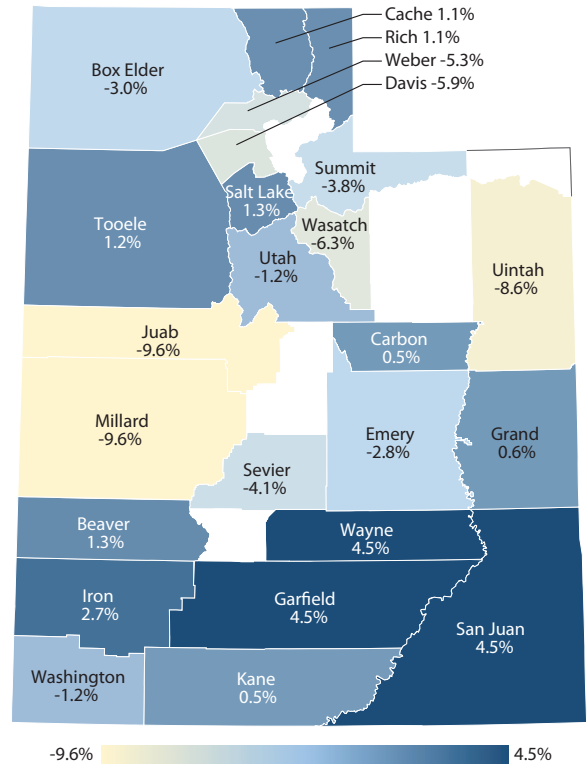 Cache 1.1%
Rich 1.1%
Weber -5.3%
Davis -5.9%
Box Elder
-3.0%
Summit
-3.8%
Salt Lake
1.3%
Tooele
1.2%
Wasatch
-6.3%
Utah
-1.2%
Uintah
-8.6%
Juab
-9.6%
Carbon
0.5%
Millard
-9.6%
Emery
-2.8%
Grand
0.6%
Sevier
-4.1%
Beaver
1.3%
Wayne
4.5%
Iron
2.7%
Garfield
4.5%
San Juan
4.5%
Washington
-1.2%
Kane
0.5%
-9.6%
4.5%